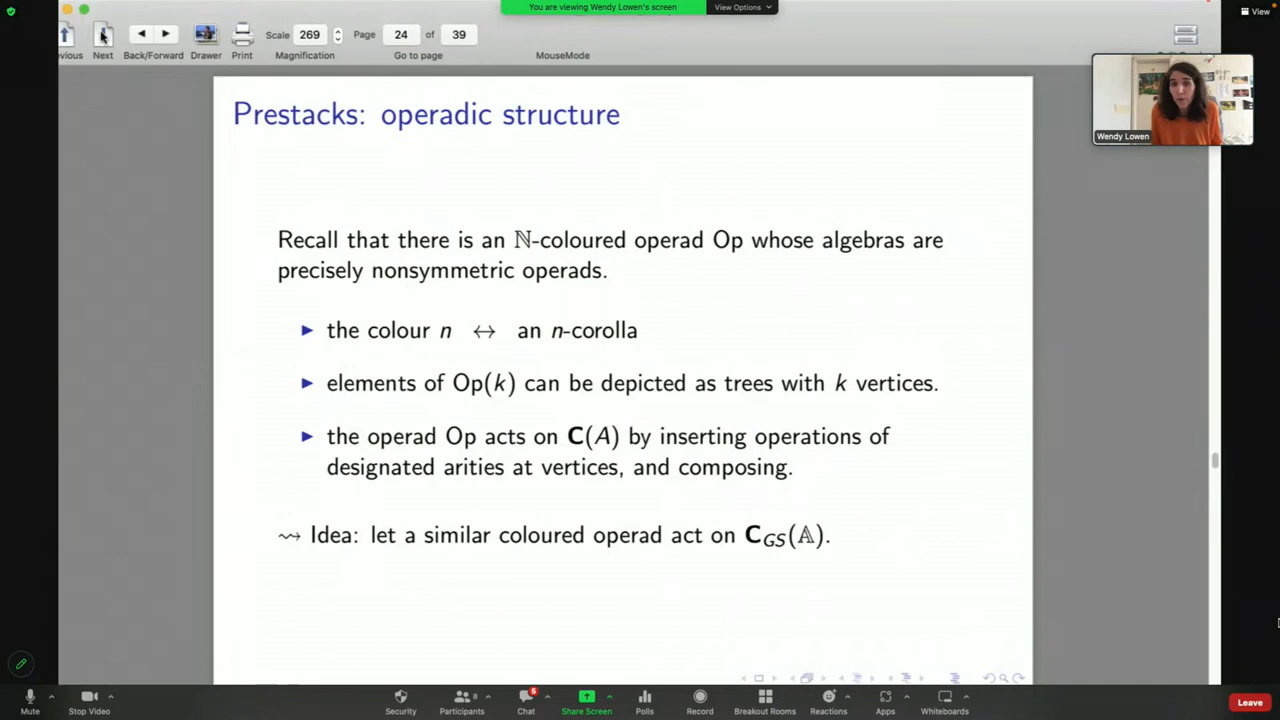 You are viewing Wendy Lowen's screen
View Options
View
Scale 269 Page 24 of 39
Next Back/Forward Drawer Print Magnification Go to page MouseMode
Wendy Lowen
Prestacks: operadic structure
Recall that there is an ℕ-coloured operad Op whose algebras are
precisely nonsymmetric operads.
▶ the colour n ↔ an n-corolla
▶ elements of Op(k) can be depicted as trees with k vertices.
▶ the operad Op acts on C(A) by inserting operations of
designated arities at vertices, and composing.
⇝ Idea: let a similar coloured operad act on C_GS(𝔸).
5
Mute Stop Video Security Participants 8 Chat Share Screen Polls Record Breakout Rooms Reactions Apps Whiteboards Leave